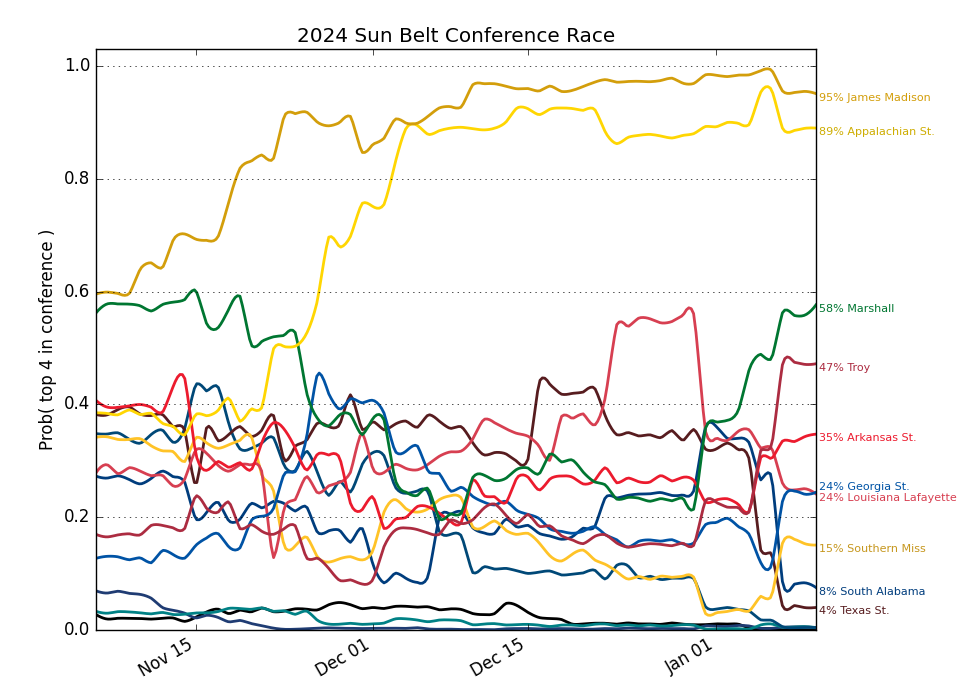 2024 Sun Belt Conference Race
Prob( top 4 in conference )
1.0
0.8
0.6
0.4
0.2
0.0
Nov 15
Dec 01
Dec 15
Jan 01
95% James Madison
89% Appalachian St.
58% Marshall
47% Troy
35% Arkansas St.
24% Georgia St.
24% Louisiana Lafayette
15% Southern Miss
8% South Alabama
4% Texas St.